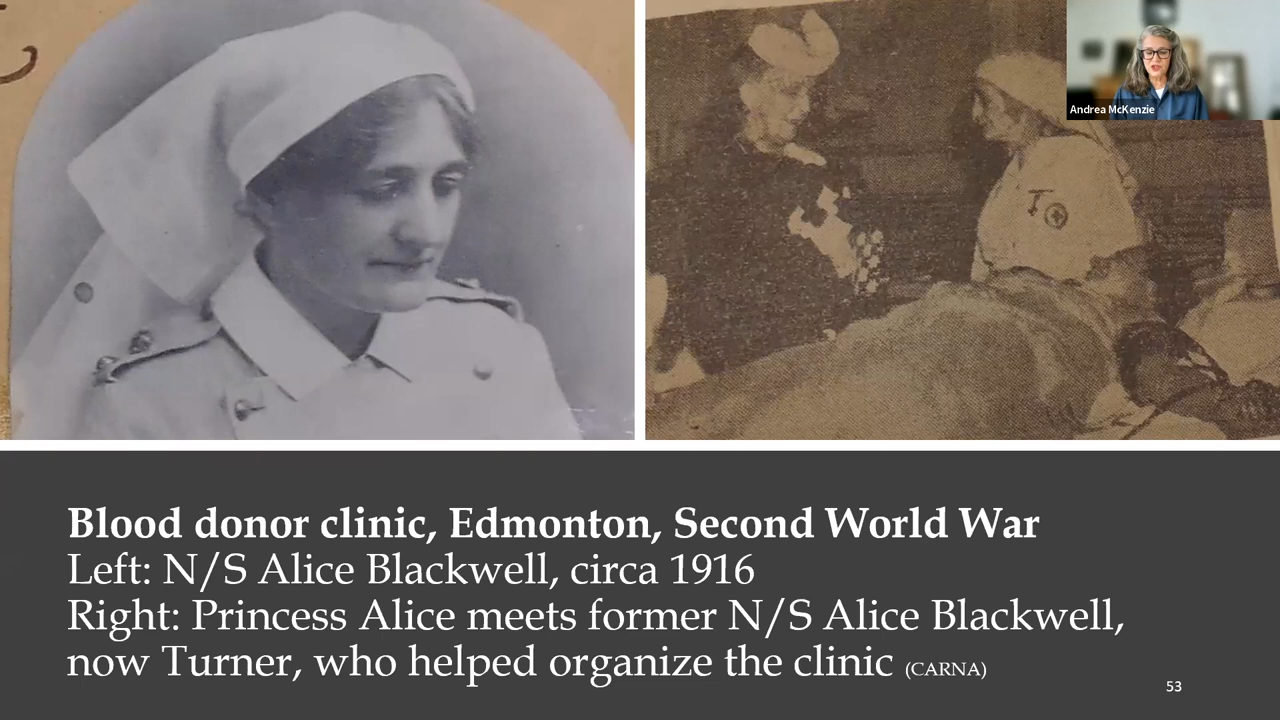 Andrea McKenzie
Blood donor clinic, Edmonton, Second World War
Left: N/S Alice Blackwell, circa 1916
Right: Princess Alice meets former N/S Alice Blackwell,
now Turner, who helped organize the clinic (CARNA)
53